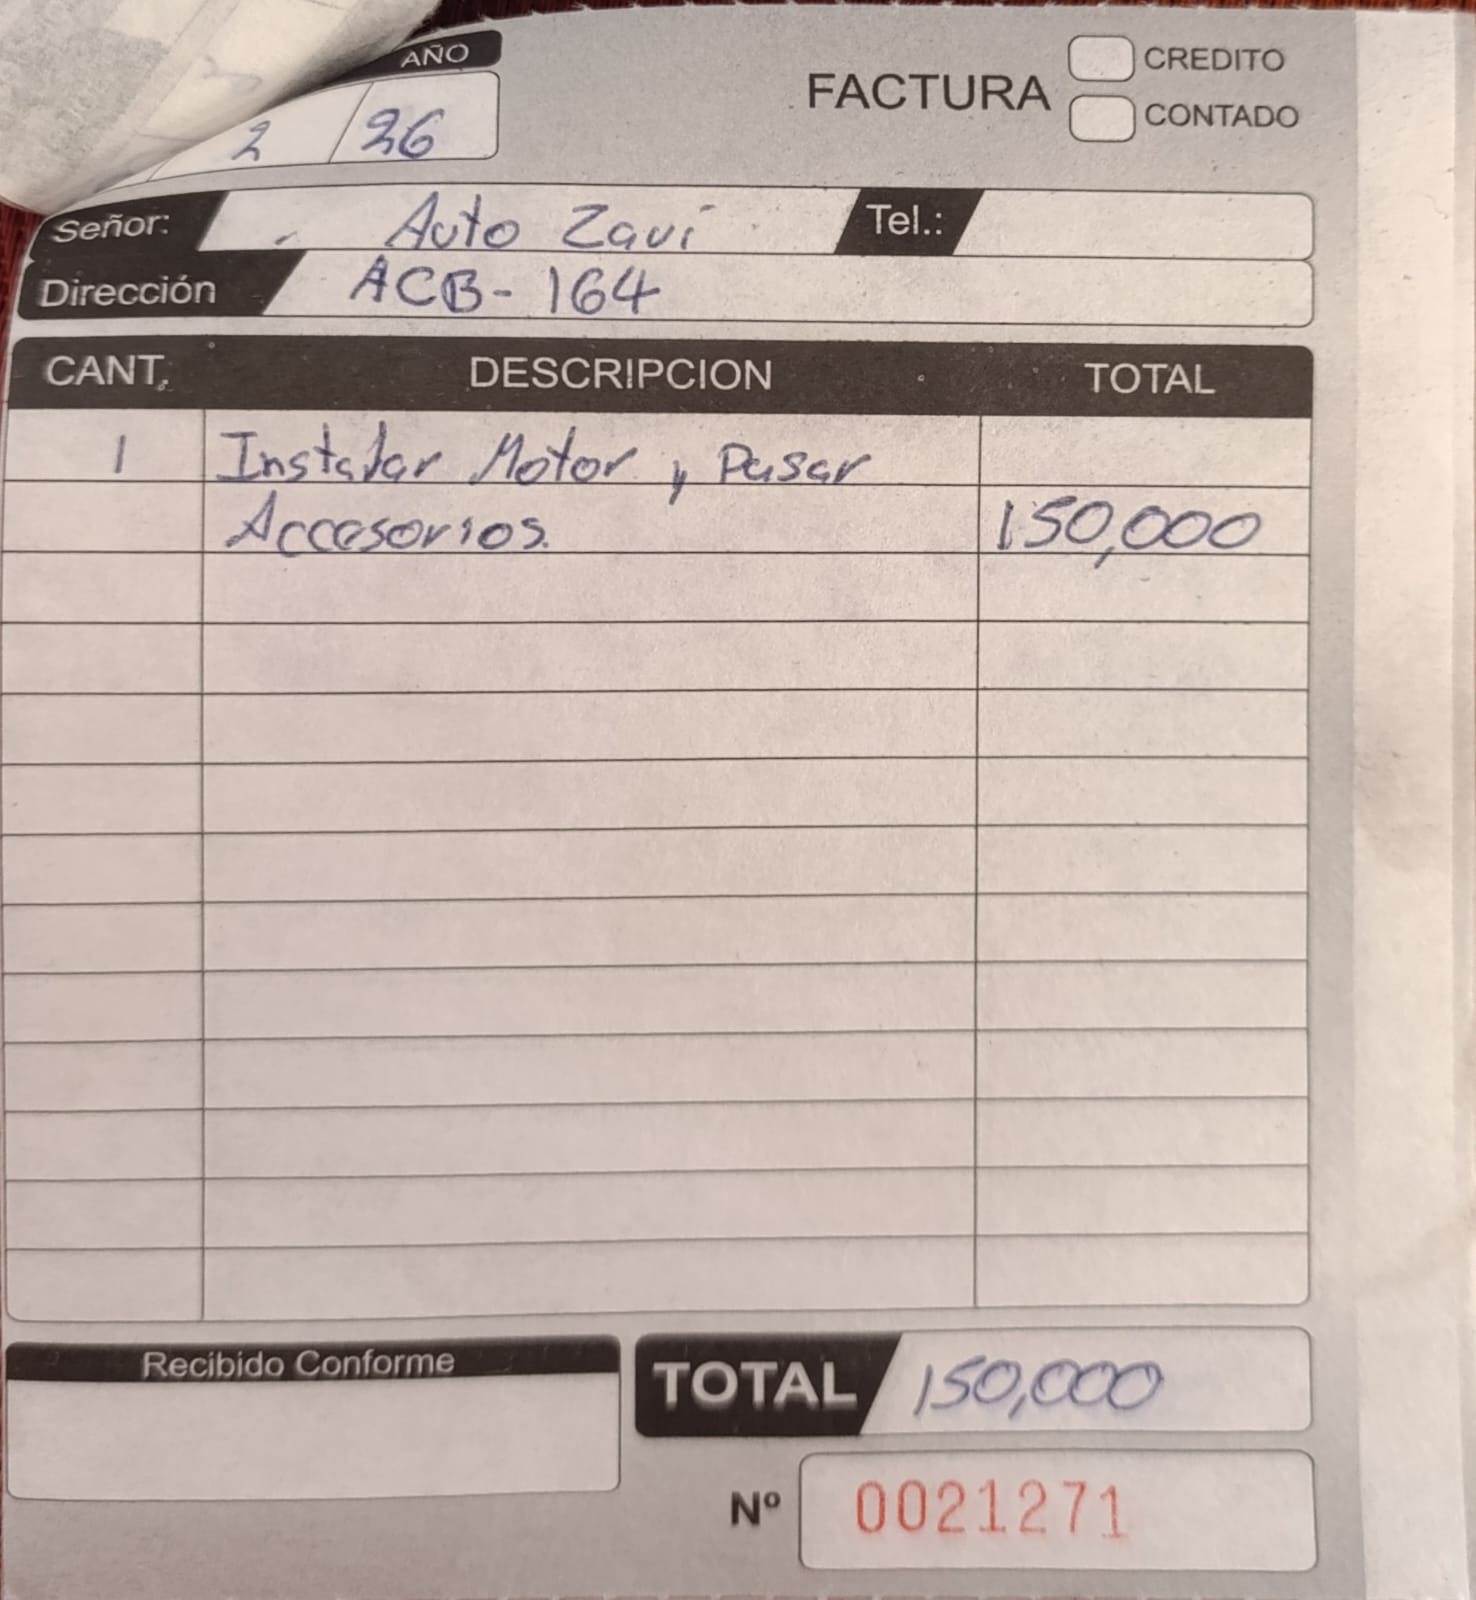 AÑO
2 26
FACTURA
CREDITO
CONTADO
Señor: Auto Zavi Tel.:
Dirección ACB-164
CANT. DESCRIPCION TOTAL
1 Instalar Motor y Pasar
Accesorios. 150,000
Recibido Conforme
TOTAL 150,000
Nº 0021271